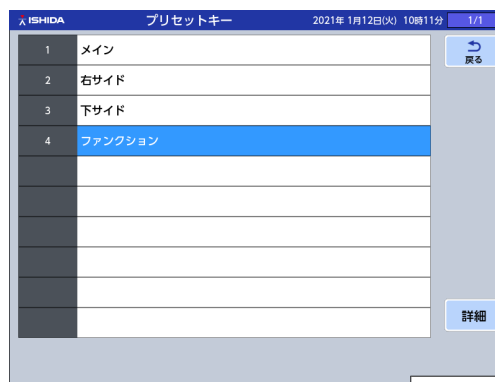 ISHIDA プリセットキー 2021年 1月12日(火) 10時11分 1/1
1 メイン
戻る
2 右サイド
3 下サイド
4 ファンクション
詳細